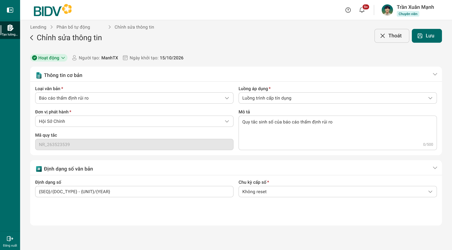 BIDV
9+
Trần Xuân Mạnh
Chuyên viên
Lending > Phân bổ tự động > Chỉnh sửa thông tin
Chỉnh sửa thông tin
Thoát
Lưu
Hoạt động
Người tạo: ManhTX
Ngày khởi tạo: 15/10/2026
Thông tin cơ bản
Loại văn bản *
Báo cáo thẩm định rủi ro
Luồng áp dụng *
Luồng trình cấp tín dụng
Đơn vị phát hành *
Hội Sở Chính
Mô tả
Quy tắc sinh số của báo cáo thẩm định rủi ro
0/500
Mã quy tắc
Định dạng số văn bản
Định dạng số
{SEQ}/{DOC_TYPE} - {UNIT}/{YEAR}
Chu kỳ cấp số *
Không reset
Đăng xuất